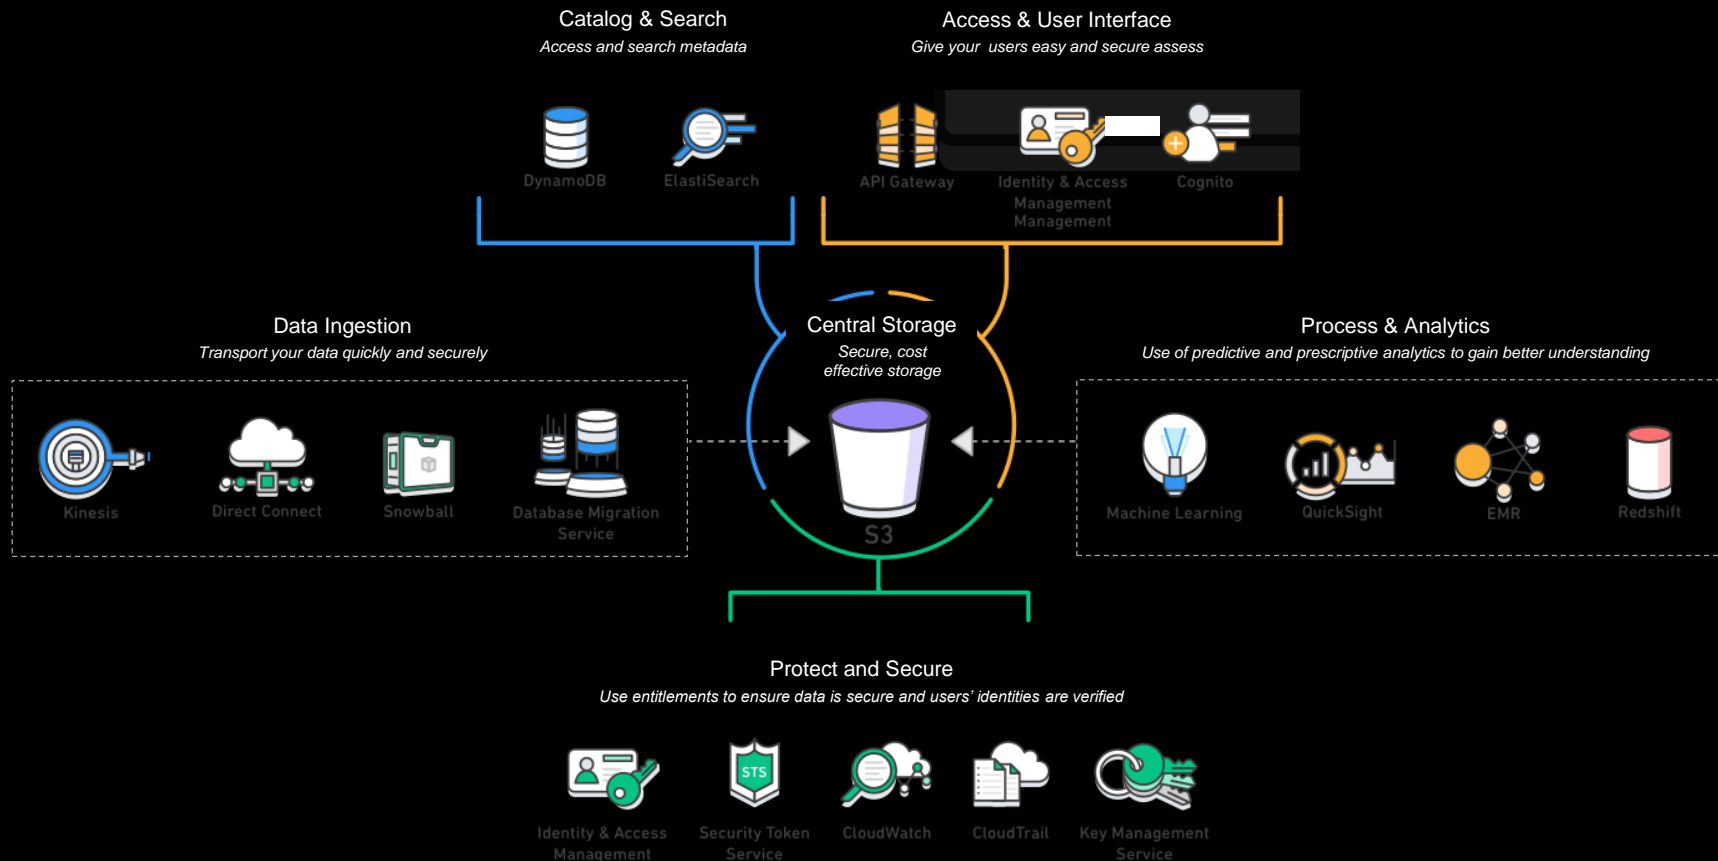 Catalog & Search
Access and search metadata
DynamoDB
ElastiSearch
Access & User Interface
Give your  users easy and secure assess
API Gateway
Identity & Access
Management
Management
Cognito
Data Ingestion
Transport your data quickly and securely
Kinesis
Direct Connect
Snowball
Database Migration
Service
Central Storage
Secure, cost
effective storage
S3
Process & Analytics
Use of predictive and prescriptive analytics to gain better understanding
Machine Learning
QuickSight
EMR
Redshift
Protect and Secure
Use entitlements to ensure data is secure and users’ identities are verified
Identity & Access
Management
STS
Security Token
Service
CloudWatch
CloudTrail
Key Management
Service